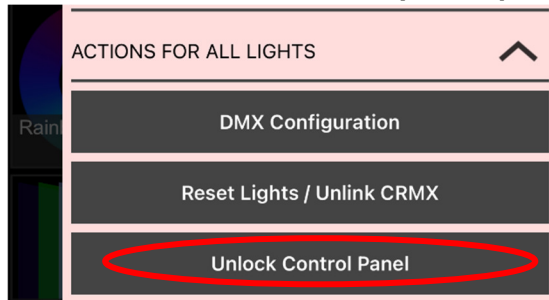 ACTIONS FOR ALL LIGHTS
Rain
DMX Configuration
Reset Lights / Unlink CRMX
Unlock Control Panel